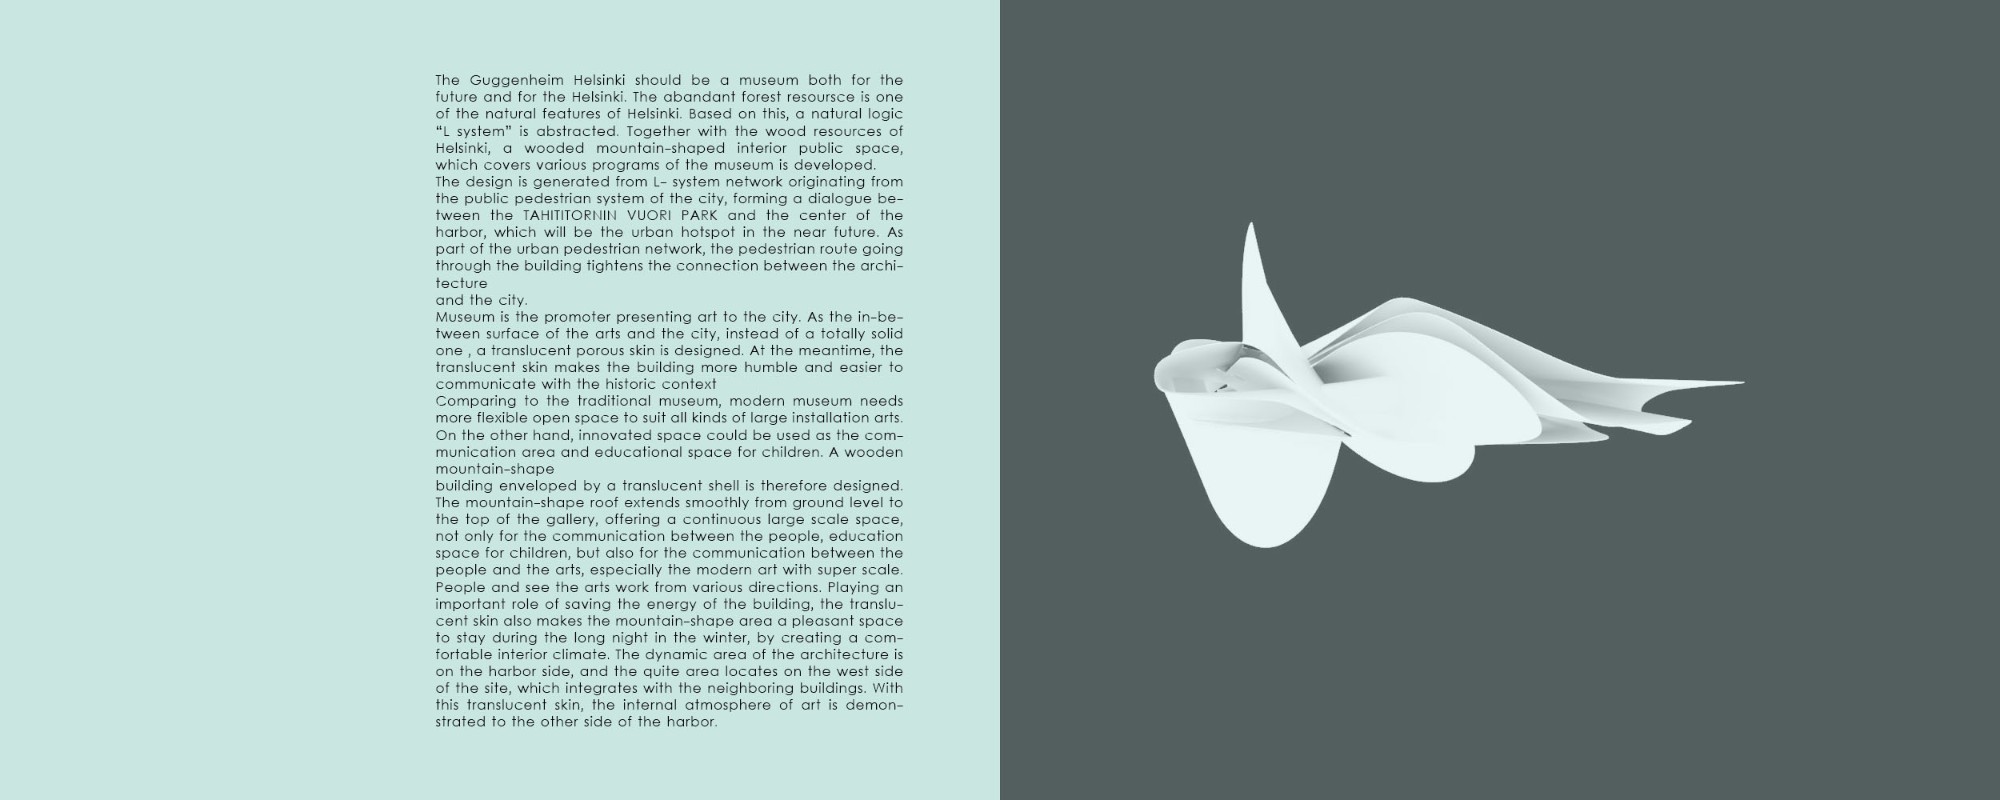 The Guggenheim Helsinki should be a museum both for the
future and for the Helsinki. The abandant forest resoursce is one
of the natural features of Helsinki. Based on this, a natural logic
“L system” is abstracted. Together with the wood resources of
Helsinki, a wooded mountain-shaped interior public space,
which covers various programs of the museum is developed.
The design is generated from L- system network originating from
the public pedestrian system of the city, forming a dialogue be-
tween the TAHITITORNIN VUORI PARK and the center of the
harbor, which will be the urban hotspot in the near future. As
part of the urban pedestrian network, the pedestrian route going
through the building tightens the connection between the archi-
tecture
and the city.
Museum is the promoter presenting art to the city. As the in-be-
tween surface of the arts and the city, instead of a totally solid
one , a translucent porous skin is designed. At the meantime, the
translucent skin makes the building more humble and easier to
communicate with the historic context
Comparing to the traditional museum, modern museum needs
more flexible open space to suit all kinds of large installation arts.
On the other hand, innovated space could be used as the com-
munication area and educational space for children. A wooden
mountain-shape
building enveloped by a translucent shell is therefore designed.
The mountain-shape roof extends smoothly from ground level to
the top of the gallery, offering a continuous large scale space,
not only for the communication between the people, education
space for children, but also for the communication between the
people and the arts, especially the modern art with super scale.
People and see the arts work from various directions. Playing an
important role of saving the energy of the building, the translu-
cent skin also makes the mountain-shape area a pleasant space
to stay during the long night in the winter, by creating a com-
fortable interior climate. The dynamic area of the architecture is
on the harbor side, and the quite area locates on the west side
of the site, which integrates with the neighboring buildings. With
this translucent skin, the internal atmosphere of art is demon-
strated to the other side of the harbor.